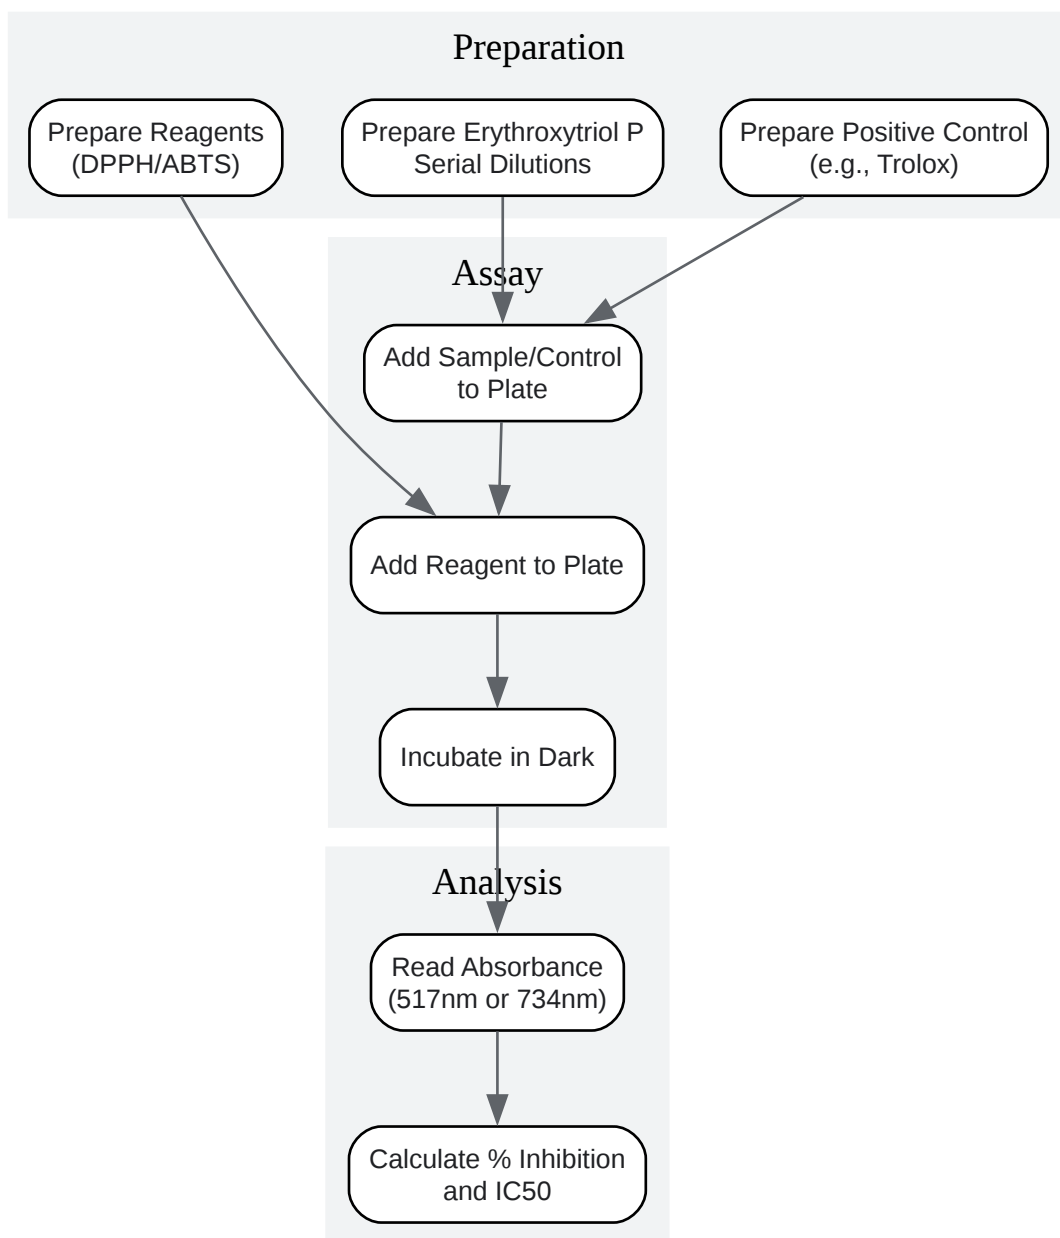 Preparation
Prepare Reagents
(DPPH/ABTS)
Prepare Erythroxytriol P
Serial Dilutions
Prepare Positive Control
(e.g., Trolox)
Assay
Add Sample/Control
to Plate
Add Reagent to Plate
Incubate in Dark
Analysis
Read Absorbance
(517nm or 734nm)
Calculate % Inhibition
and IC50